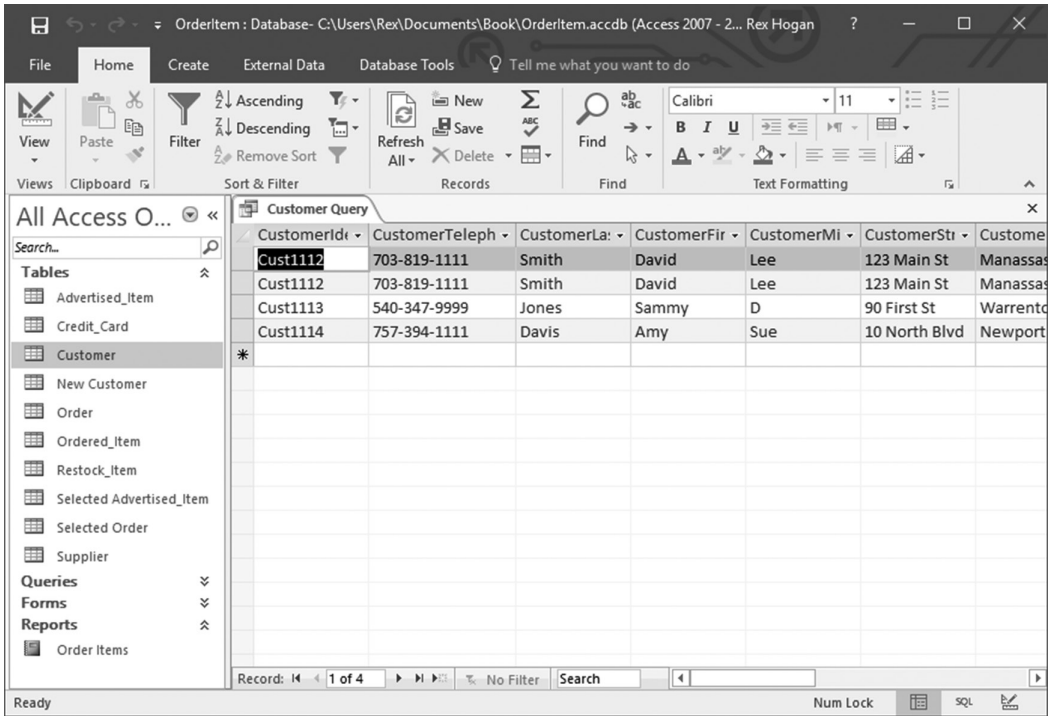 OrderItem : Database- C:\Users\Rex\Documents\Book\OrderItem.accdb (Access 2007 - 2... Rex Hogan ?
File Home Create External Data Database Tools Tell me what you want to do
View
Views
Paste
Clipboard
Filter
Ascending
Descending
Remove Sort
Sort & Filter
Refresh All
New
Save
Delete
Records
Find
Find
Calibri 11
B I U
A
Text Formatting
All Access O... «
Search...
Tables
Advertised_Item
Credit_Card
Customer
New Customer
Order
Ordered_Item
Restock_Item
Selected Advertised_Item
Selected Order
Supplier
Queries
Forms
Reports
Order Items
Customer Query
CustomerIde CustomerTeleph CustomerLas CustomerFir CustomerMi CustomerStr Custome
Cust1112 703-819-1111 Smith David Lee 123 Main St Manassas
Cust1112 703-819-1111 Smith David Lee 123 Main St Manassas
Cust1113 540-347-9999 Jones Sammy D 90 First St Warrento
Cust1114 757-394-1111 Davis Amy Sue 10 North Blvd Newport
*
Record: 1 of 4 No Filter Search
Ready Num Lock SQL